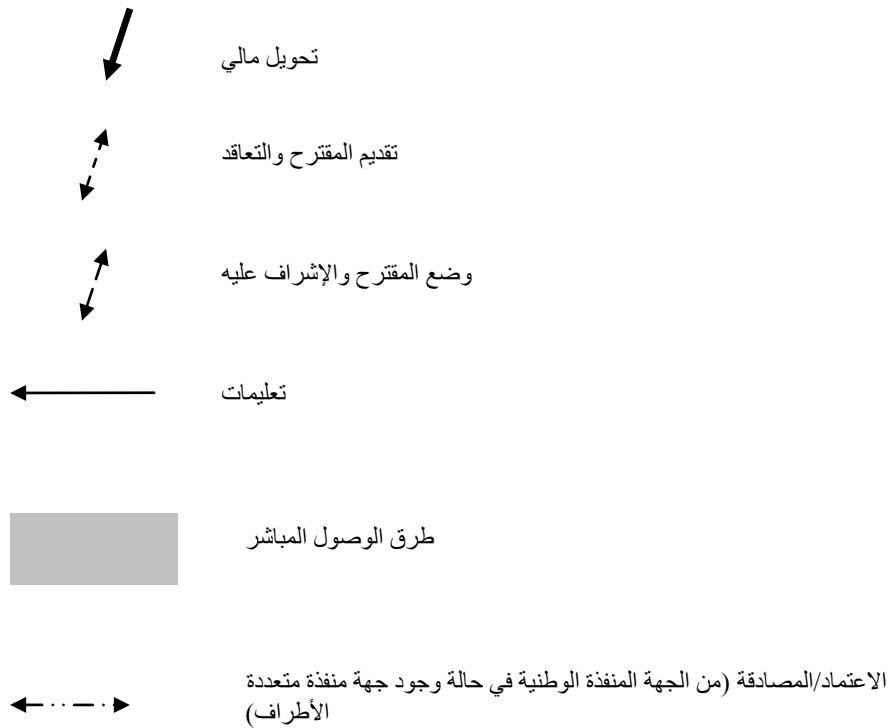 تحويل مالي
تقديم المقترح والتعاقد
وضع المقترح والإشراف عليه
تعليمات
طرق الوصول المباشر
الاعتماد/المصادقة (من الجهة المنفذة الوطنية في حالة وجود جهة منفذة متعددة
الأطراف)